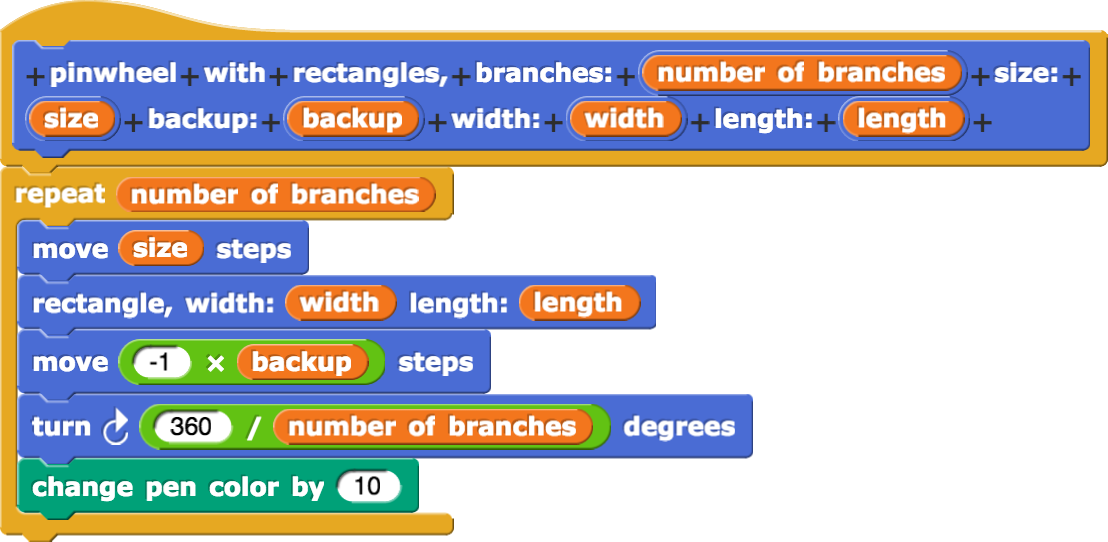 + pinwheel + with + rectangles, + branches: + number of branches + size: +
size + backup: + backup + width: + width + length: + length +
repeat number of branches
move size steps
rectangle, width: width length: length
move -1 × backup steps
turn 360 / number of branches degrees
change pen color by 10